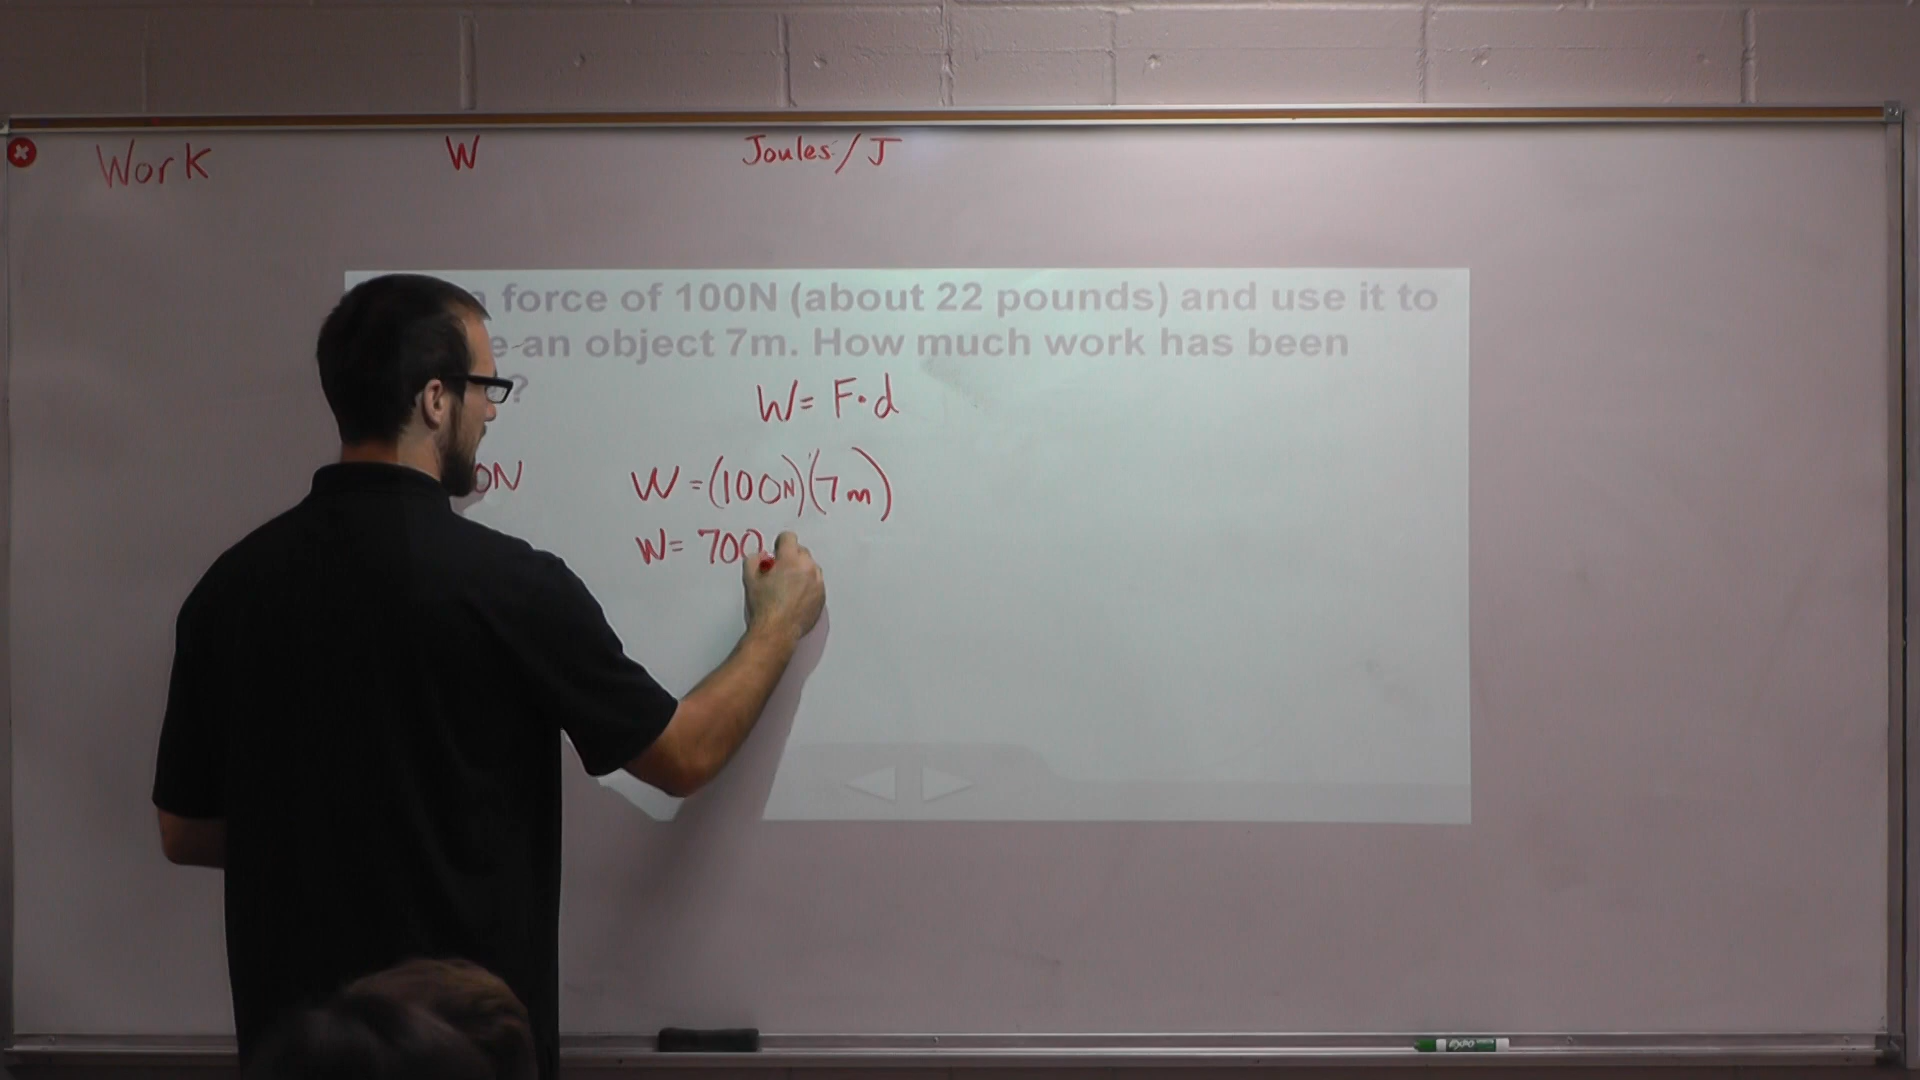 Work W Joules/J
force of 100N (about 22 pounds) and use it to
an object 7m. How much work has been
?
W= F·d
W=(100N)(7m)
W= 700
EXPO